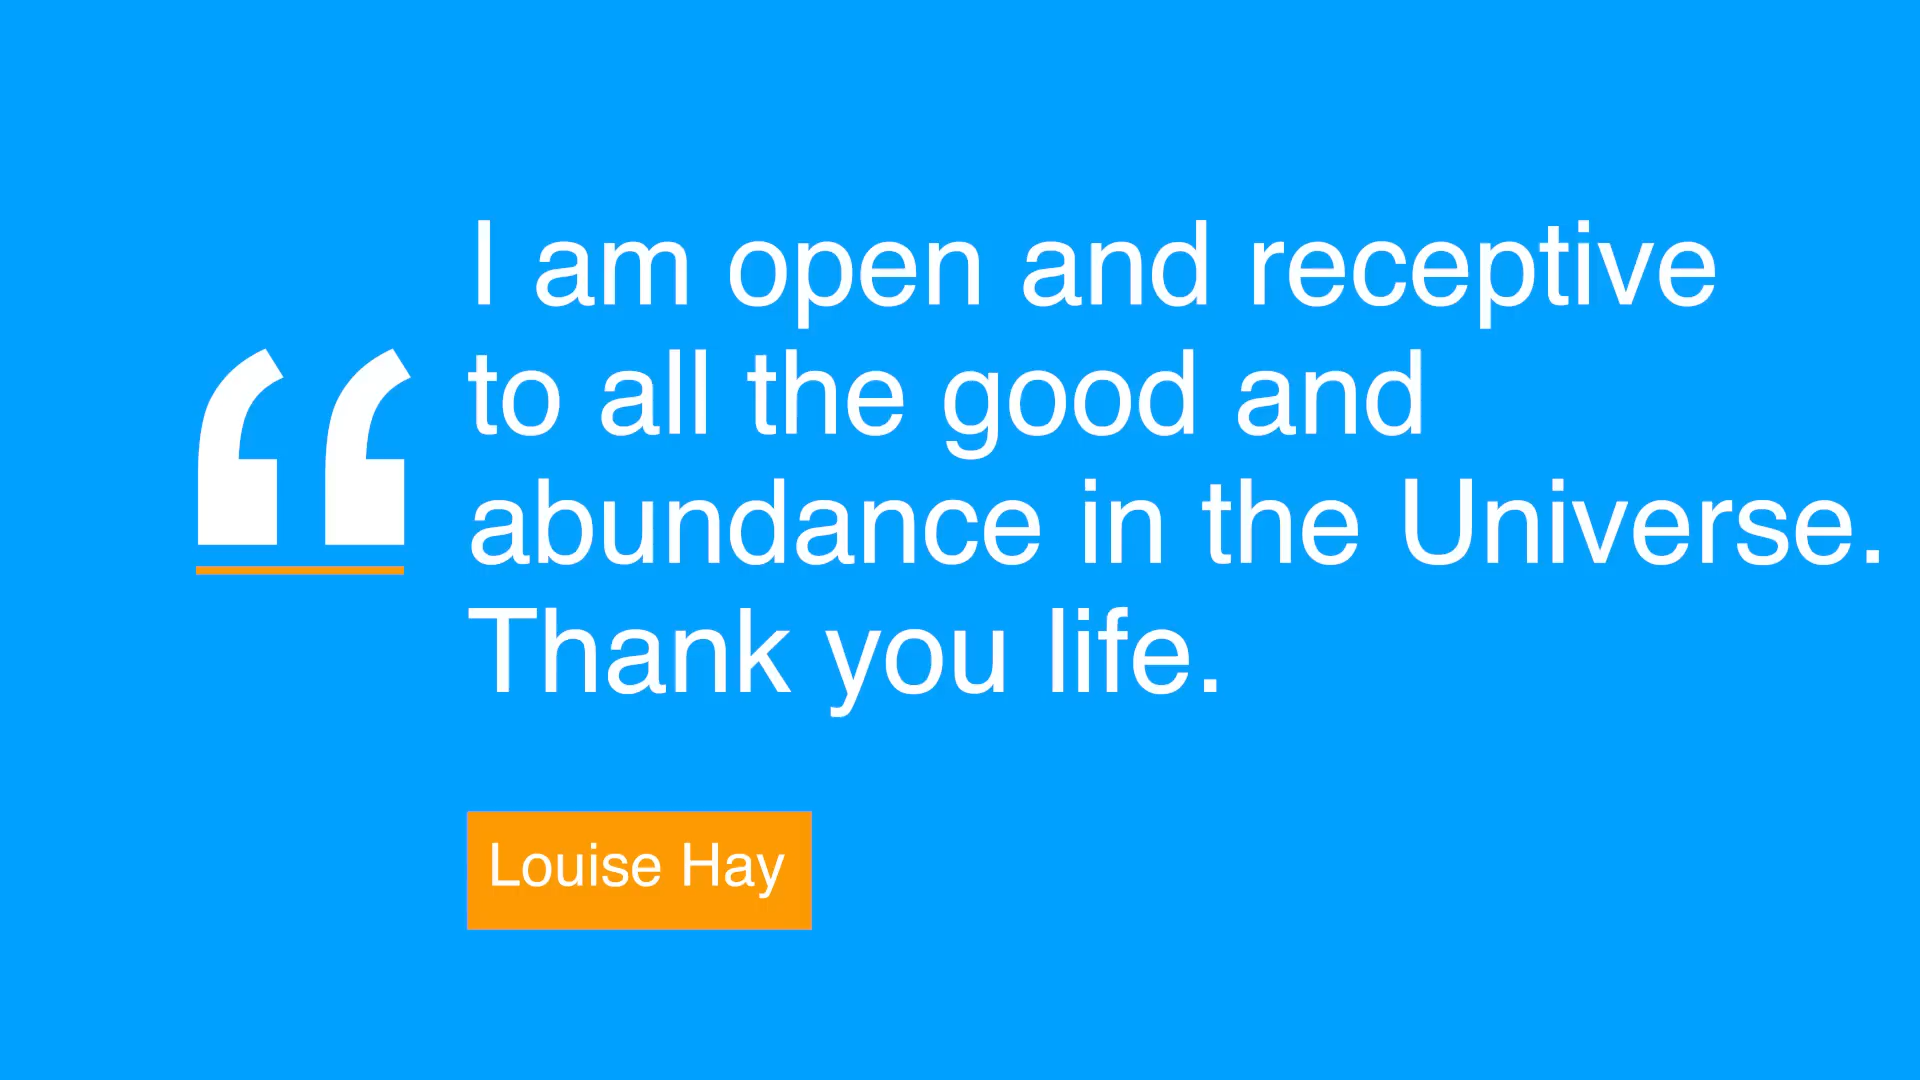 “
I am open and receptive
to all the good and
abundance in the Universe.
Thank you life.
Louise Hay